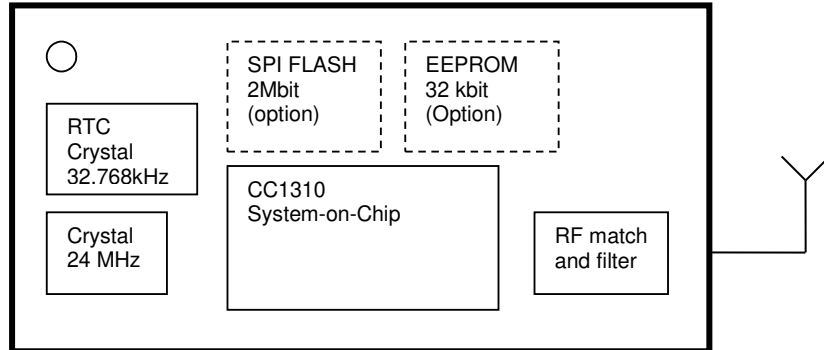 SPI FLASH
2Mbit
(option)
EEPROM
32 kbit
(Option)
RTC
Crystal
32.768kHz
CC1310
System-on-Chip
Crystal
24 MHz
RF match
and filter